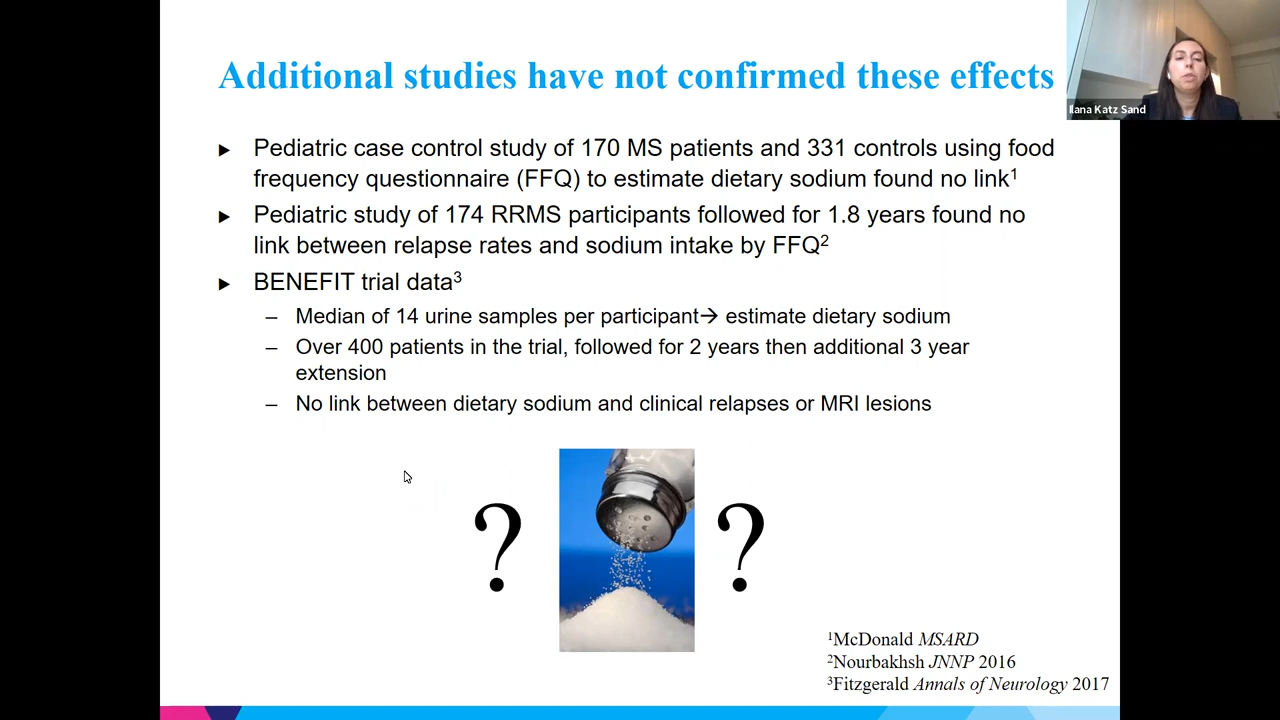 Additional studies have not confirmed these effects
Ilana Katz Sand
► Pediatric case control study of 170 MS patients and 331 controls using food
frequency questionnaire (FFQ) to estimate dietary sodium found no link1
► Pediatric study of 174 RRMS participants followed for 1.8 years found no
link between relapse rates and sodium intake by FFQ2
► BENEFIT trial data3
– Median of 14 urine samples per participant→ estimate dietary sodium
– Over 400 patients in the trial, followed for 2 years then additional 3 year
extension
– No link between dietary sodium and clinical relapses or MRI lesions
? ?
1McDonald MSARD
2Nourbakhsh JNNP 2016
3Fitzgerald Annals of Neurology 2017